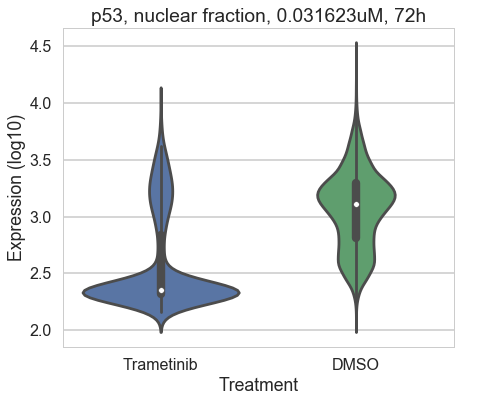 p53, nuclear fraction, 0.031623uM, 72h
4.5
4.0
3.5
3.0
2.5
2.0
Expression (log10)
Trametinib DMSO
Treatment